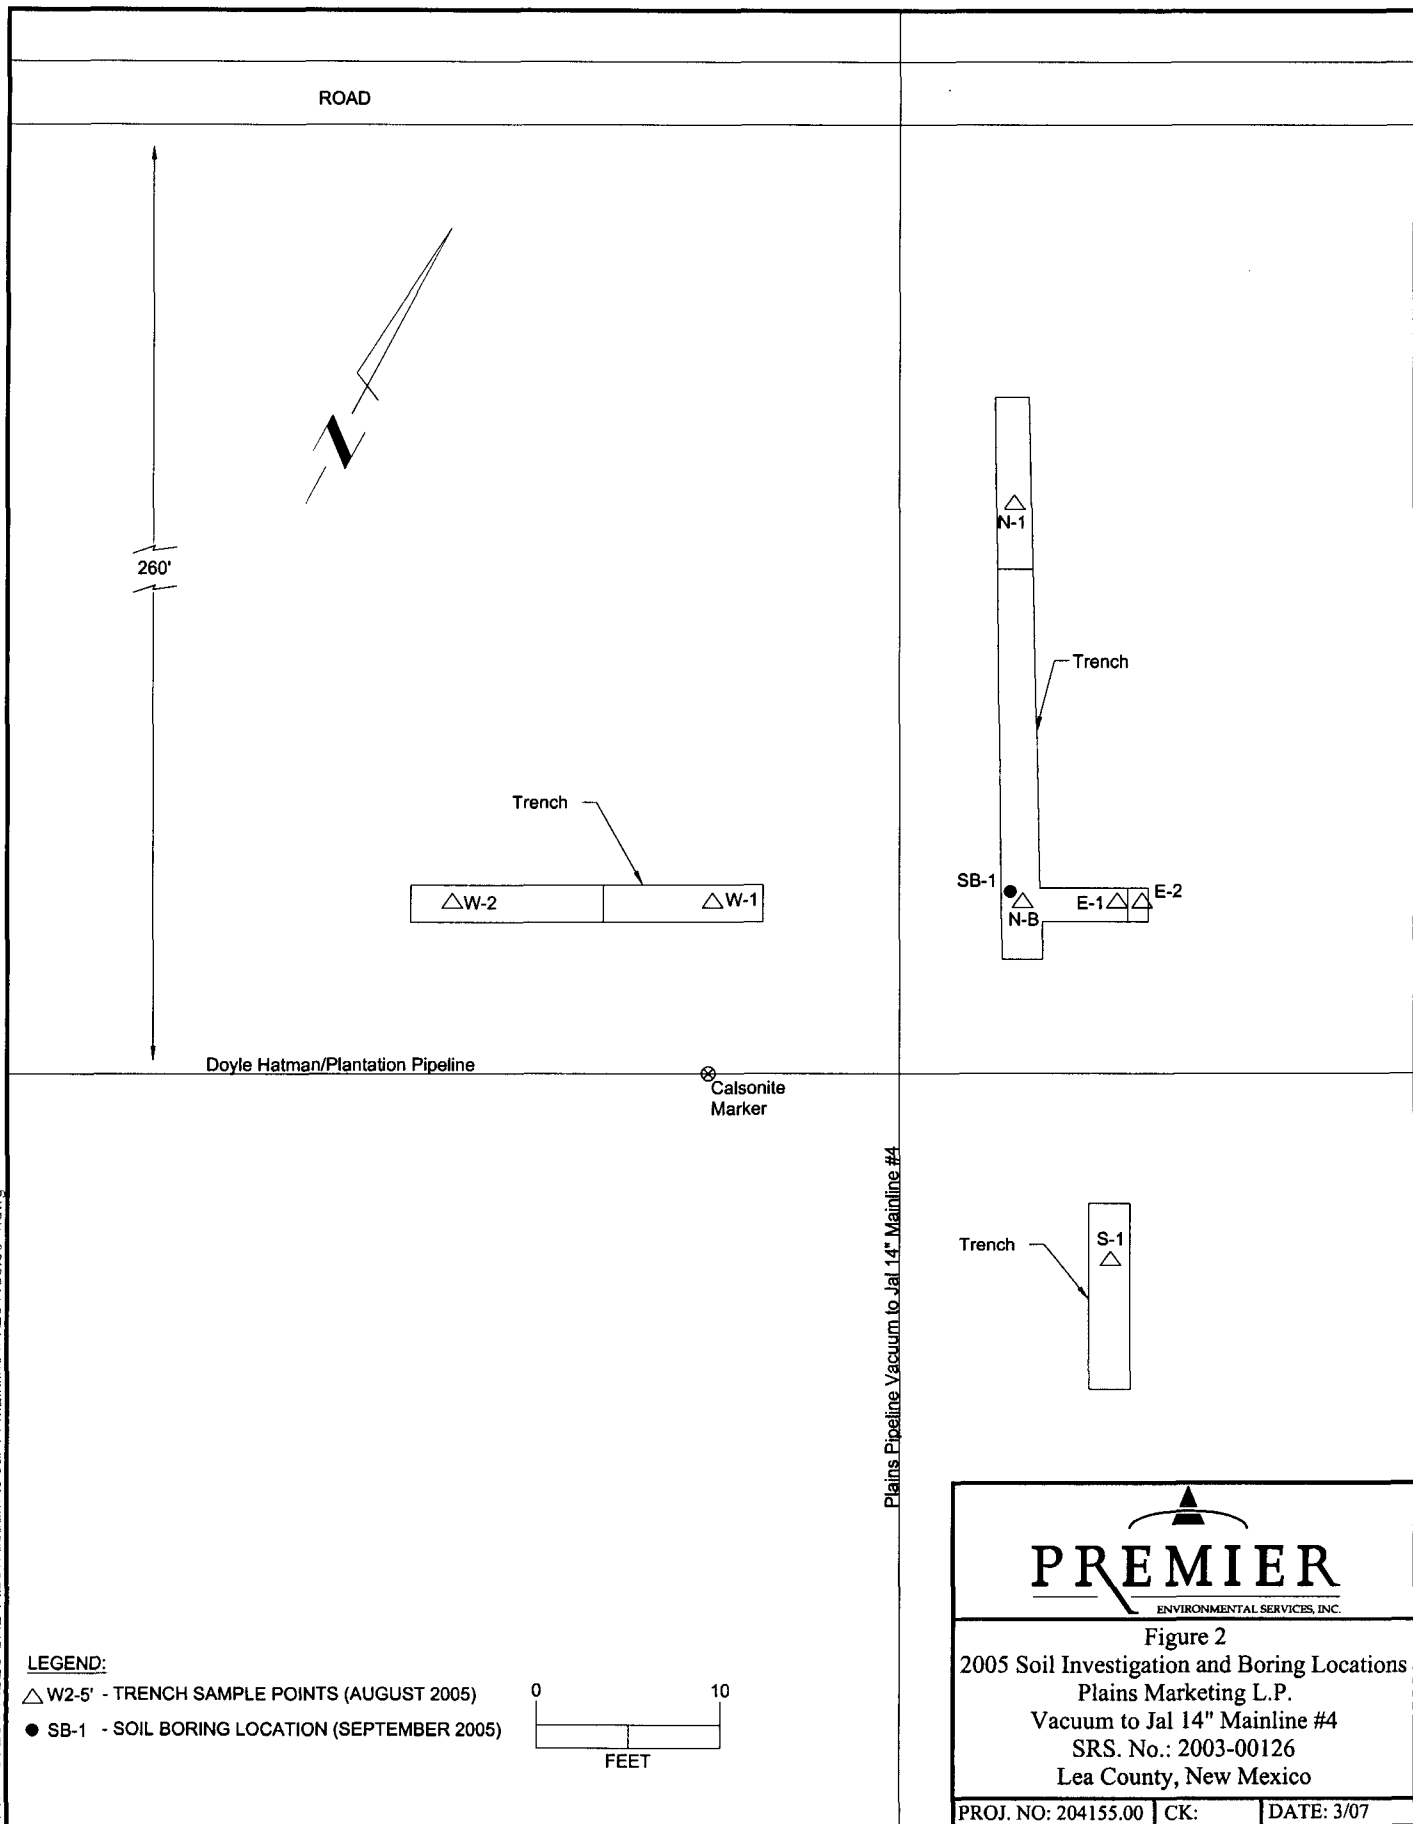 ROAD
N
260'
N-1
Trench
Trench
W-2
W-1
SB-1
N-B
E-1
E-2
Doyle Hatman/Plantation Pipeline
Calsonite
Marker
Plains Pipeline Vacuum to Jal 14" Mainline #4
Trench
S-1
PREMIER
ENVIRONMENTAL SERVICES, INC.
Figure 2
2005 Soil Investigation and Boring Locations
Plains Marketing L.P.
Vacuum to Jal 14" Mainline #4
SRS. No.: 2003-00126
Lea County, New Mexico
PROJ. NO: 204155.00 CK: DATE: 3/07
LEGEND:
W2-5' - TRENCH SAMPLE POINTS (AUGUST 2005)
SB-1 - SOIL BORING LOCATION (SEPTEMBER 2005)
0 10
FEET